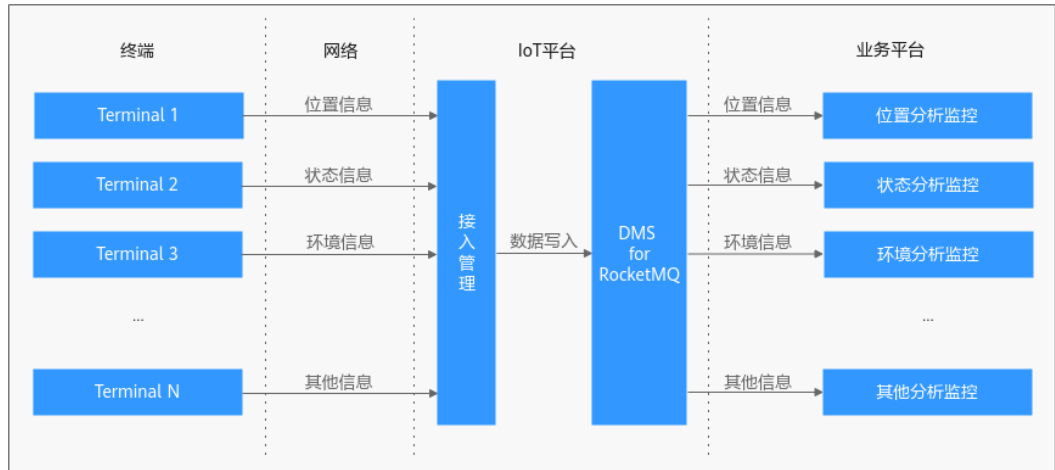 终端
网络
IoT平台
业务平台
Terminal 1
位置信息
位置信息
位置分析监控
Terminal 2
状态信息
状态信息
状态分析监控
接入管理
数据写入
DMS
for
RocketMQ
Terminal 3
环境信息
环境信息
环境分析监控
...
...
Terminal N
其他信息
其他信息
其他分析监控